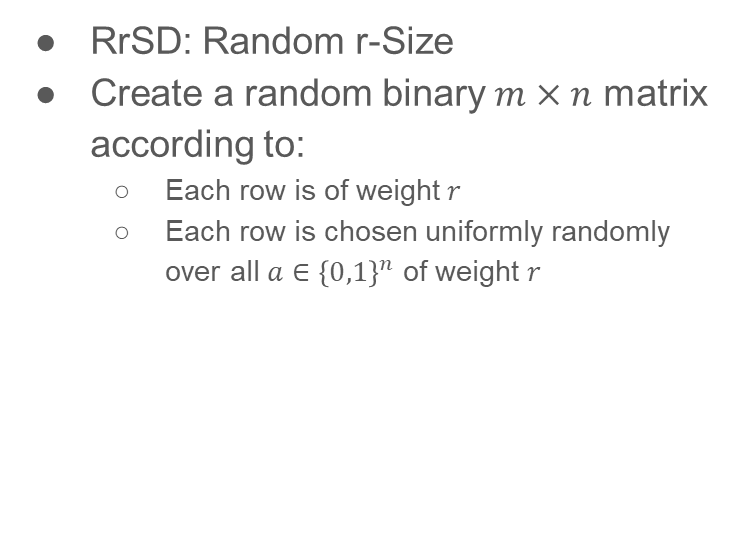 ● RrSD: Random r-Size
● Create a random binary 𝑚 × 𝑛 matrix
according to:
○ Each row is of weight 𝑟
○ Each row is chosen uniformly randomly
over all 𝑎 ∈ {0,1}ⁿ of weight 𝑟